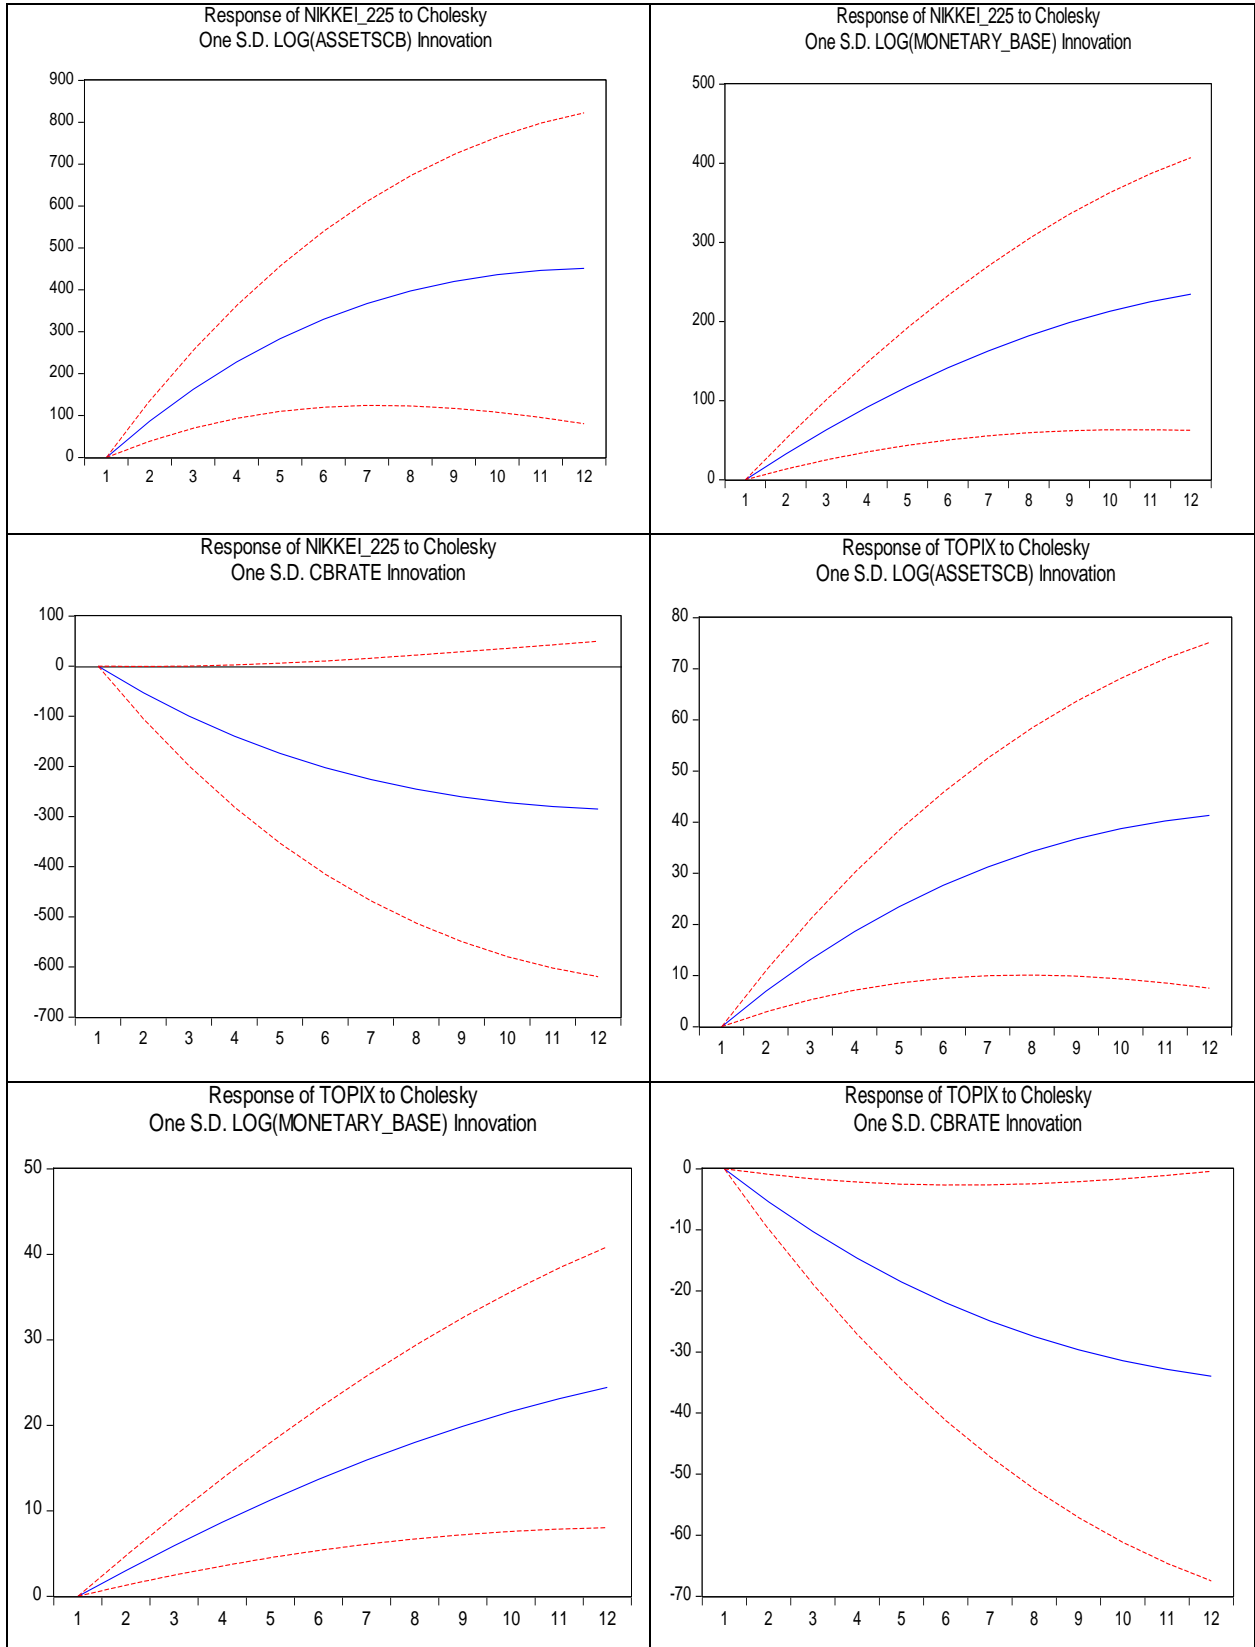 Response of NIKKEI_225 to Cholesky
One S.D. LOG(ASSETSCB) Innovation
900
800
700
600
500
400
300
200
100
0
1 2 3 4 5 6 7 8 9 10 11 12
Response of NIKKEI_225 to Cholesky
One S.D. LOG(MONETARY_BASE) Innovation
500
400
300
200
100
0
1 2 3 4 5 6 7 8 9 10 11 12
Response of NIKKEI_225 to Cholesky
One S.D. CBRATE Innovation
100
0
-100
-200
-300
-400
-500
-600
-700
1 2 3 4 5 6 7 8 9 10 11 12
Response of TOPIX to Cholesky
One S.D. LOG(ASSETSCB) Innovation
80
70
60
50
40
30
20
10
0
1 2 3 4 5 6 7 8 9 10 11 12
Response of TOPIX to Cholesky
One S.D. LOG(MONETARY_BASE) Innovation
50
40
30
20
10
0
1 2 3 4 5 6 7 8 9 10 11 12
Response of TOPIX to Cholesky
One S.D. CBRATE Innovation
0
-10
-20
-30
-40
-50
-60
-70
1 2 3 4 5 6 7 8 9 10 11 12